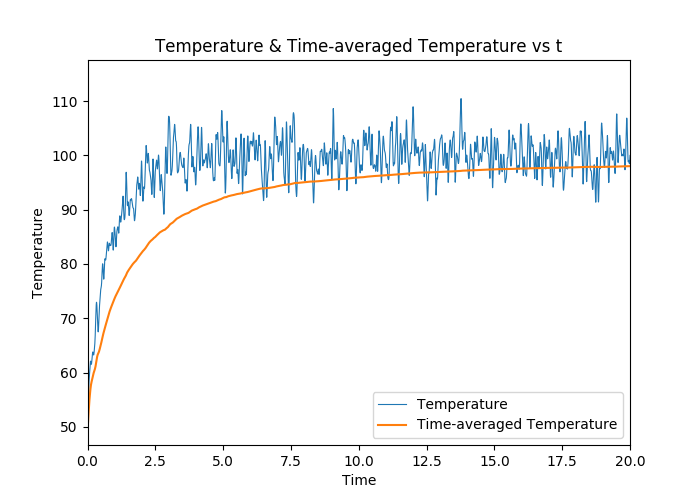 Temperature & Time-averaged Temperature vs t
110
100
90
80
70
60
50
Temperature
0.0 2.5 5.0 7.5 10.0 12.5 15.0 17.5 20.0
Time
Temperature
Time-averaged Temperature